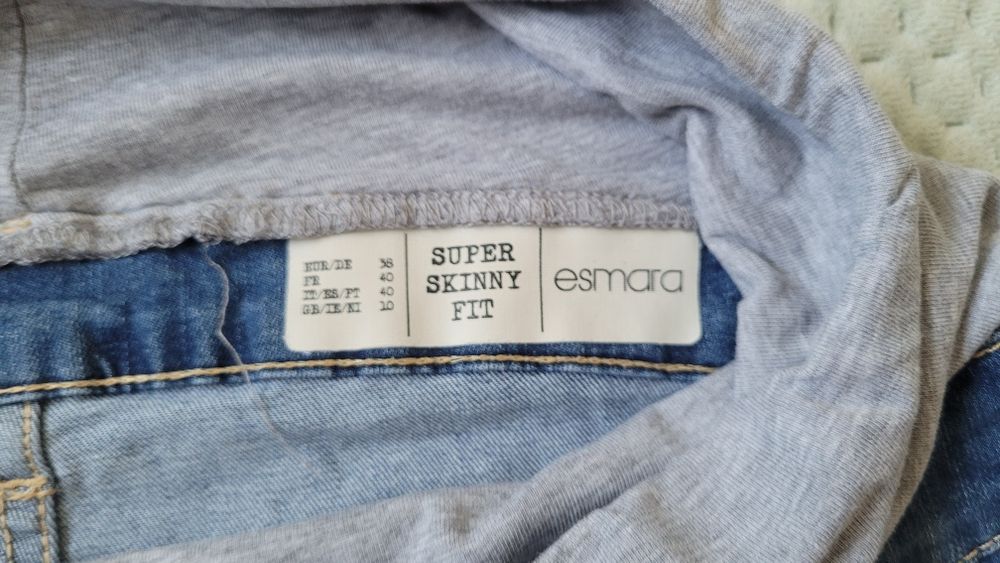 EUR/DE 38
FR 40
IT/ES/PT 40
GB/IE/NI 10
SUPER
SKINNY
FIT
esmara